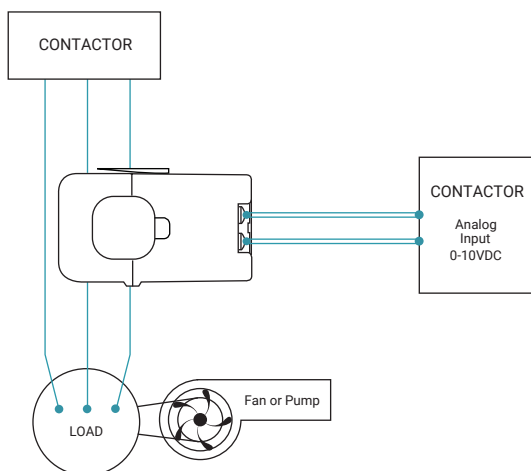 CONTACTOR
CONTACTOR
Analog
Input
0-10VDC
Fan or Pump
LOAD